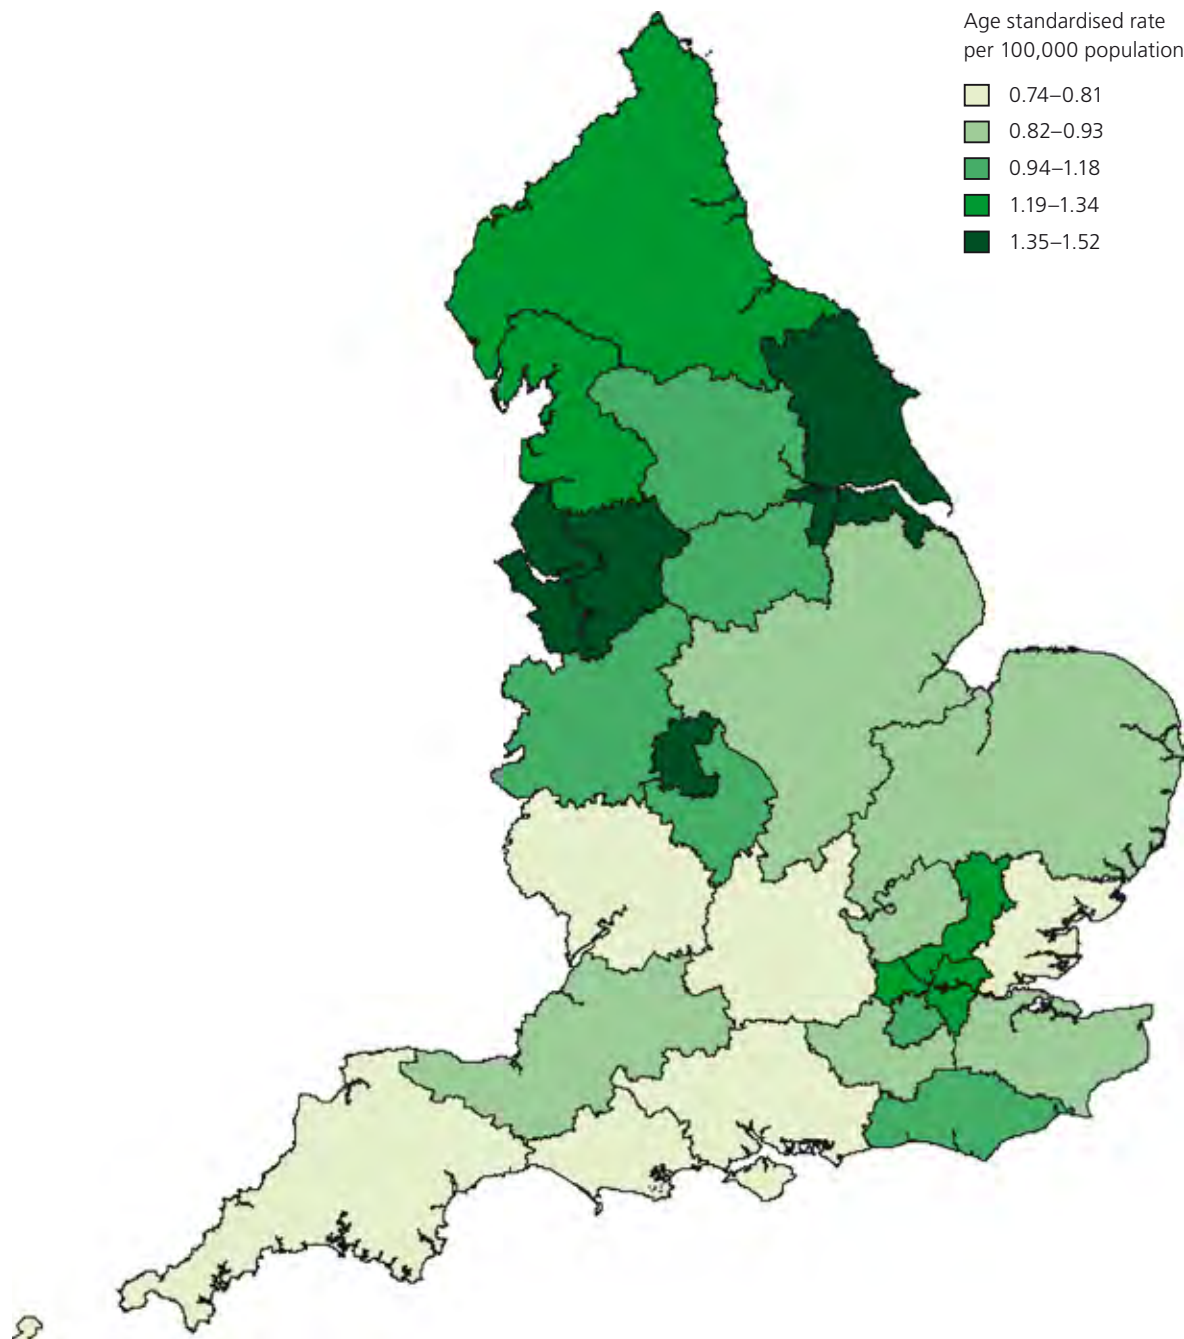 Age standardised rate
per 100,000 population
0.74–0.81
0.82–0.93
0.94–1.18
1.19–1.34
1.35–1.52